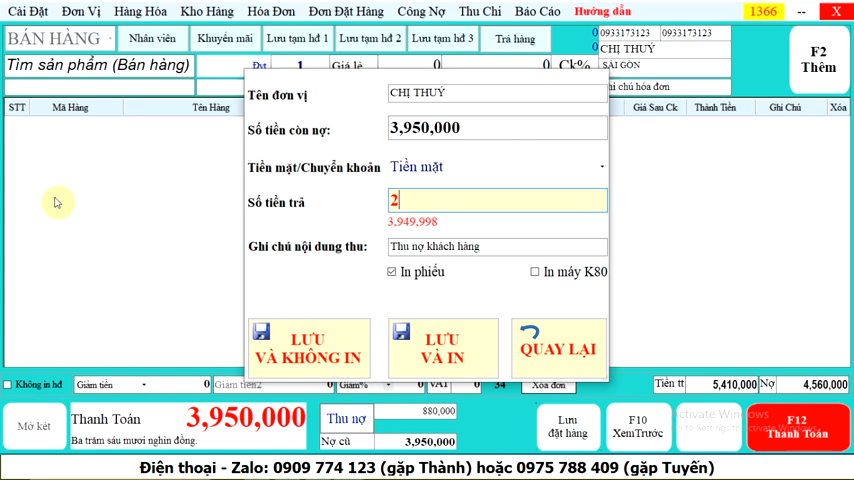 Cài Đặt Đơn Vị Hàng Hóa Kho Hàng Hóa Đơn Đơn Đặt Hàng Công Nợ Thu Chi Báo Cáo Hướng dẫn 1366 -- X
BÁN HÀNG Nhân viên Khuyến mãi Lưu tạm hđ 1 Lưu tạm hđ 2 Lưu tạm hđ 3 Trả hàng 0 0933173123 0933173123
0 CHỊ THUÝ
F2
Thêm
Tìm sản phẩm (Bán hàng) Đvt 1 Giá lẻ 0 0 Ck% SÀI GÒN
hi chú hóa đơn
STT Mã Hàng Tên Hàng Giá Sau Ck Thành Tiền Ghi Chú Xóa
Tên đơn vị CHỊ THUÝ
Số tiền còn nợ: 3,950,000
Tiền mặt/Chuyển khoản Tiền mặt
Số tiền trả 2
3,949,998
Ghi chú nội dung thu: Thu nợ khách hàng
In phiếu In máy K80
LƯU
VÀ KHÔNG IN
LƯU
VÀ IN
QUAY LẠI
Không in hđ Giảm tiền 0 Giảm tiền2 0 Giảm% 0 VAT 34 Xóa đơn Tiền tt 5,410,000 Nợ 4,560,000
Mở két Thanh Toán 3,950,000
Ba trăm sáu mươi nghìn đồng.
Thu nợ 880,000
Nợ cũ 3,950,000
Lưu
đặt hàng
F10
XemTrước
Activate Windows
Go to Settings to activate Windows.
F12
Thanh Toán
Điện thoại - Zalo: 0909 774 123 (gặp Thành) hoặc 0975 788 409 (gặp Tuyến)